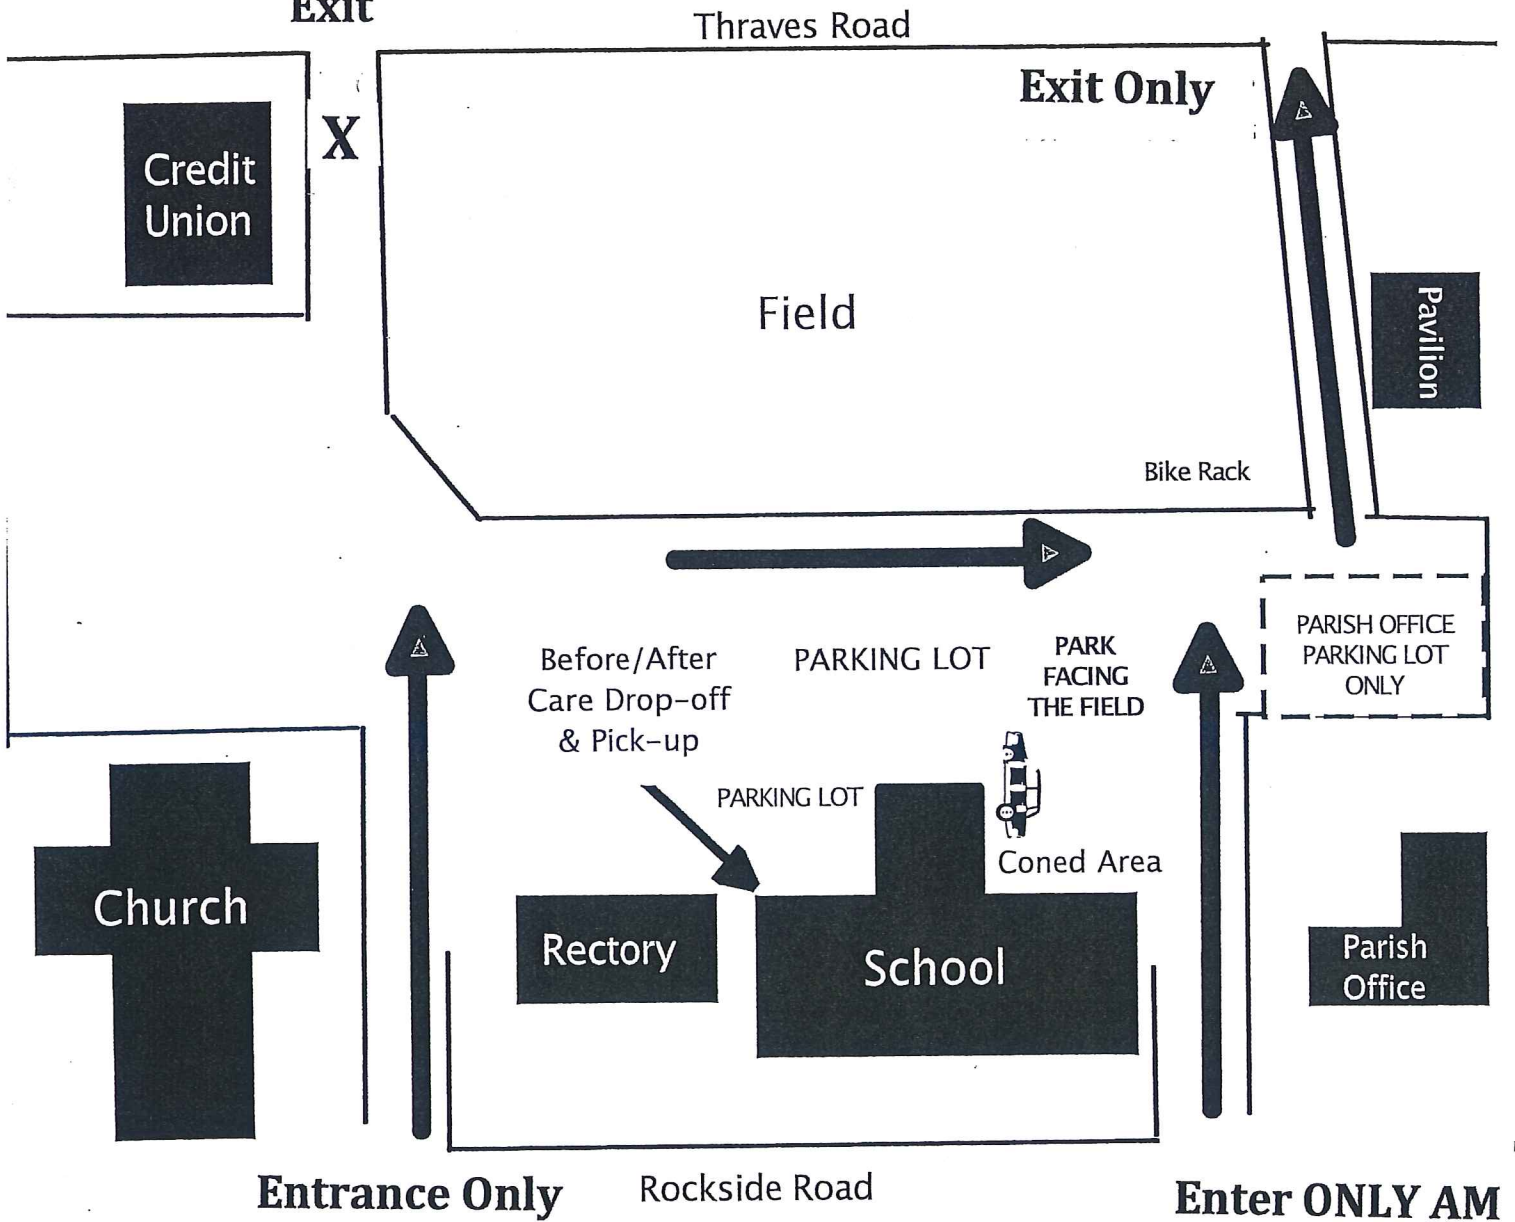 Exit
Thraves Road
Exit Only
X
Credit
Union
Field
Pavilion
Bike Rack
Before/After
Care Drop-off
& Pick-up
PARKING LOT
PARK
FACING
THE FIELD
PARISH OFFICE
PARKING LOT
ONLY
PARKING LOT
Coned Area
Church
Rectory
School
Parish
Office
Entrance Only
Rockside Road
Enter ONLY AM